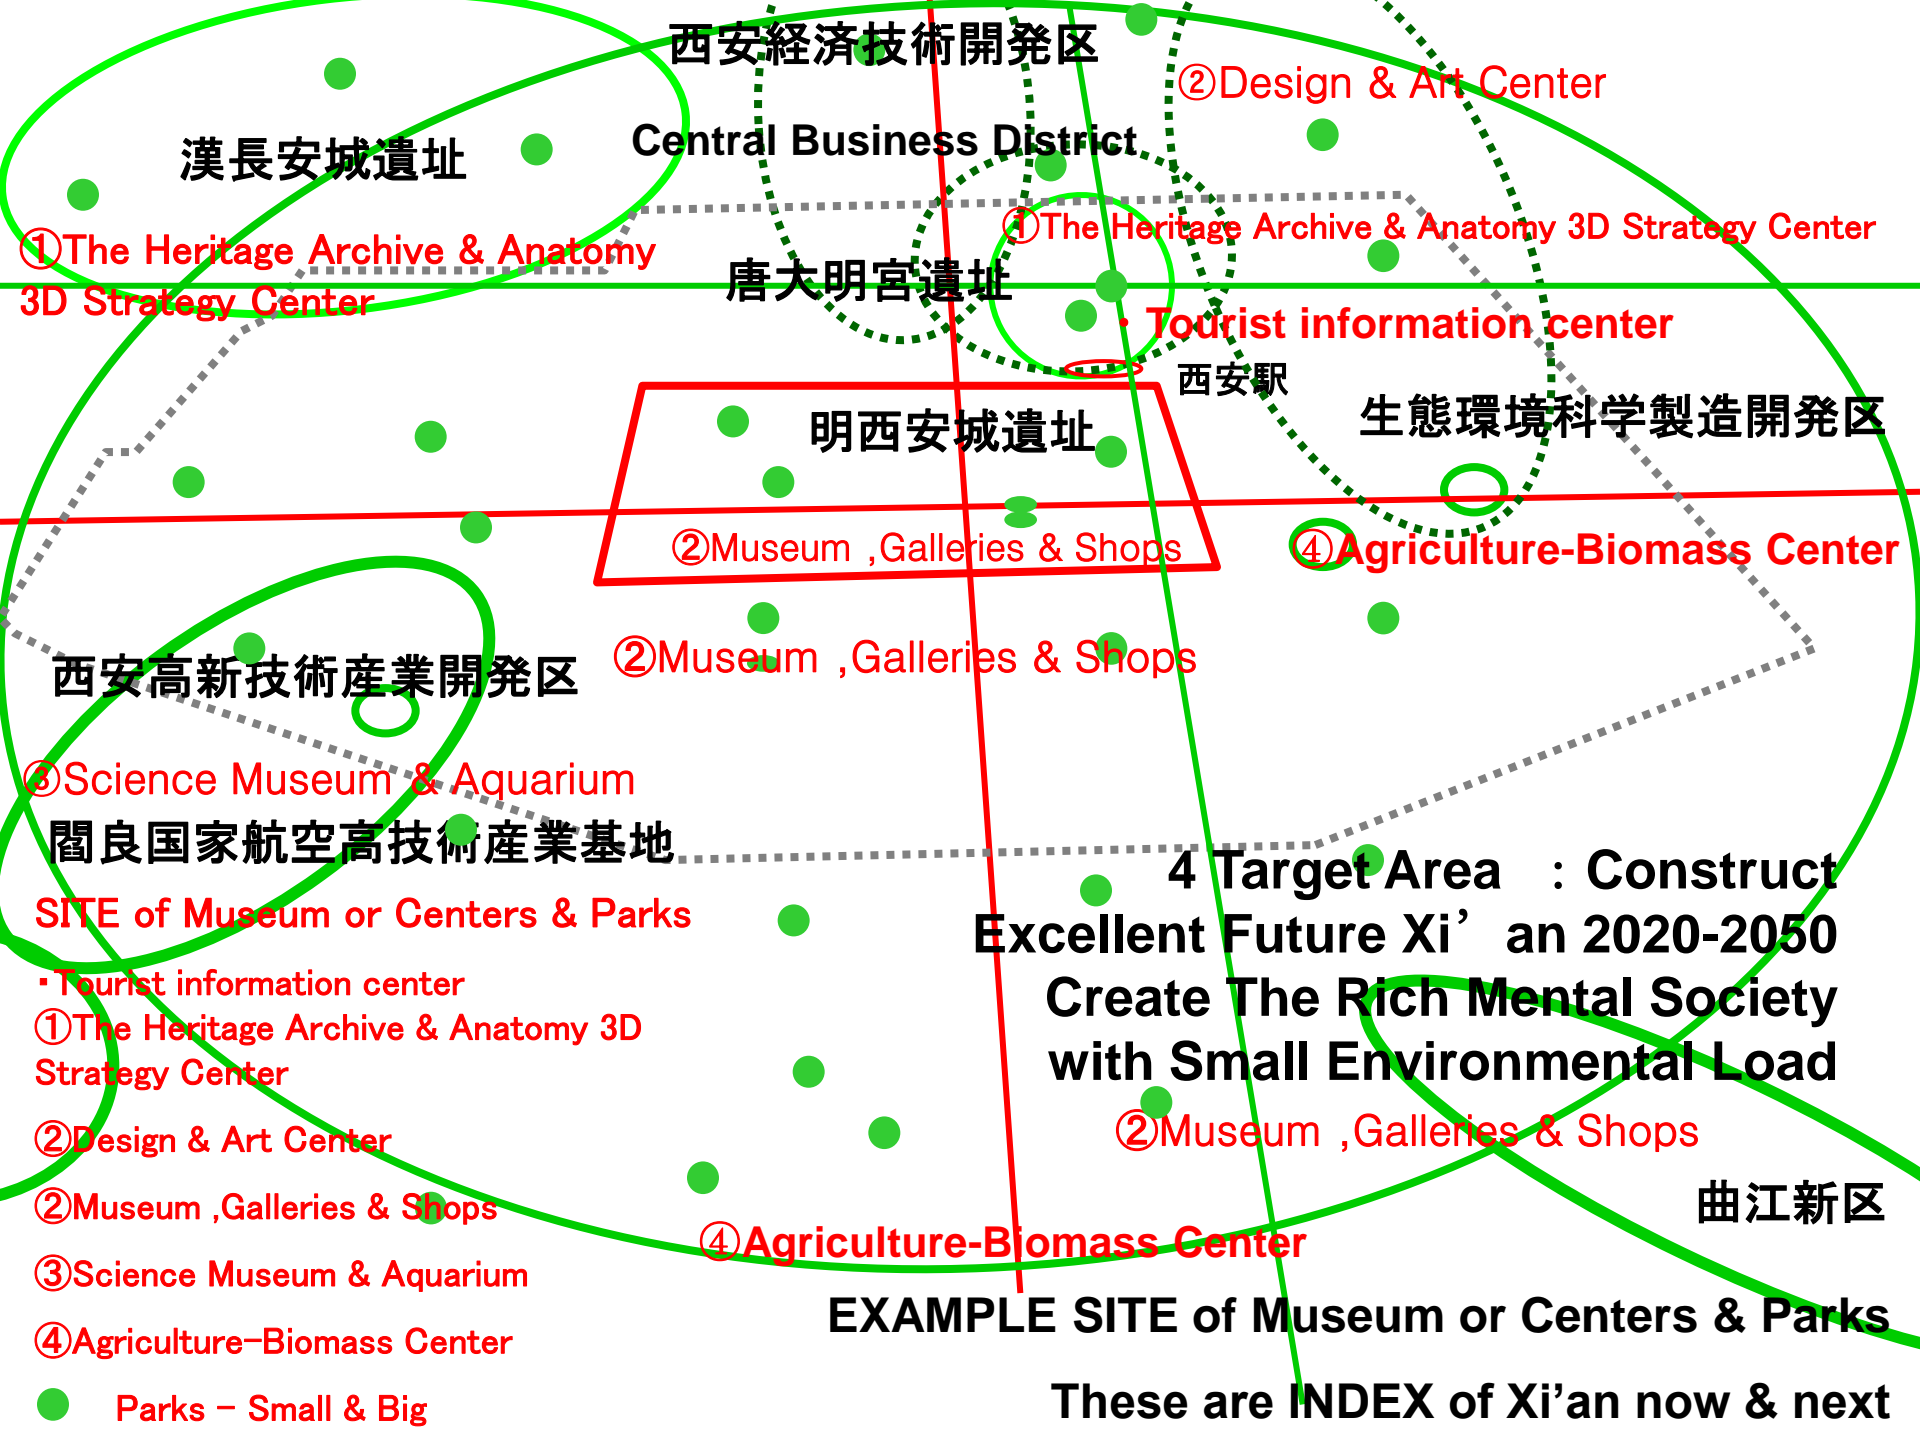 西安経済技術開発区
②Design & Art Center
Central Business District
漢長安城遺址
①The Heritage Archive & Anatomy
3D Strategy Center
①The Heritage Archive & Anatomy 3D Strategy Center
唐大明宮遺址
・Tourist information center
西安駅
明西安城遺址
生態環境科学製造開発区
②Museum ,Galleries & Shops
④Agriculture-Biomass Center
②Museum ,Galleries & Shops
西安高新技術産業開発区
③Science Museum & Aquarium
閻良国家航空高技術産業基地
4 Target Area ：Construct
Excellent Future Xi’an 2020-2050
Create The Rich Mental Society
with Small Environmental Load
②Museum ,Galleries & Shops
曲江新区
④Agriculture-Biomass Center
SITE of Museum or Centers & Parks
・Tourist information center
①The Heritage Archive & Anatomy 3D
Strategy Center
②Design & Art Center
②Museum ,Galleries & Shops
③Science Museum & Aquarium
④Agriculture-Biomass Center
Parks - Small & Big
EXAMPLE SITE of Museum or Centers & Parks
These are INDEX of Xi’an now & next